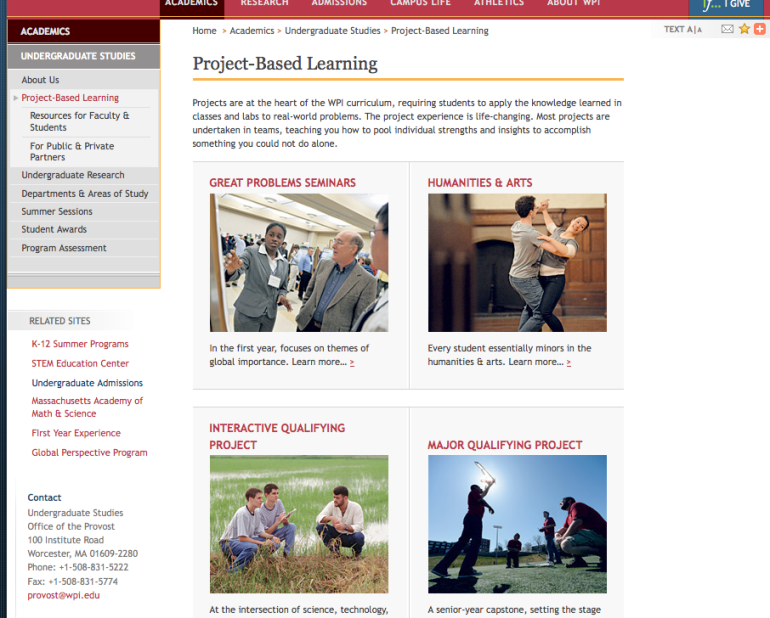 ACADEMICS RESEARCH ADMISSIONS CAMPUS LIFE ATHLETICS ABOUT WPI
if... I GIVE
ACADEMICS
UNDERGRADUATE STUDIES
About Us
Project-Based Learning
Resources for Faculty &
Students
For Public & Private
Partners
Undergraduate Research
Departments & Areas of Study
Summer Sessions
Student Awards
Program Assessment
RELATED SITES
K-12 Summer Programs
STEM Education Center
Undergraduate Admissions
Massachusetts Academy of
Math & Science
First Year Experience
Global Perspective Program
Contact
Undergraduate Studies
Office of the Provost
100 Institute Road
Worcester, MA 01609-2280
Phone: +1-508-831-5222
Fax: +1-508-831-5774
provost@wpi.edu
Home > Academics > Undergraduate Studies > Project-Based Learning
TEXT A|A
Project-Based Learning
Projects are at the heart of the WPI curriculum, requiring students to apply the knowledge learned in
classes and labs to real-world problems. The project experience is life-changing. Most projects are
undertaken in teams, teaching you how to pool individual strengths and insights to accomplish
something you could not do alone.
GREAT PROBLEMS SEMINARS
In the first year, focuses on themes of
global importance. Learn more... >
HUMANITIES & ARTS
Every student essentially minors in the
humanities & arts. Learn more... >
INTERACTIVE QUALIFYING
PROJECT
At the intersection of science, technology,
MAJOR QUALIFYING PROJECT
A senior-year capstone, setting the stage